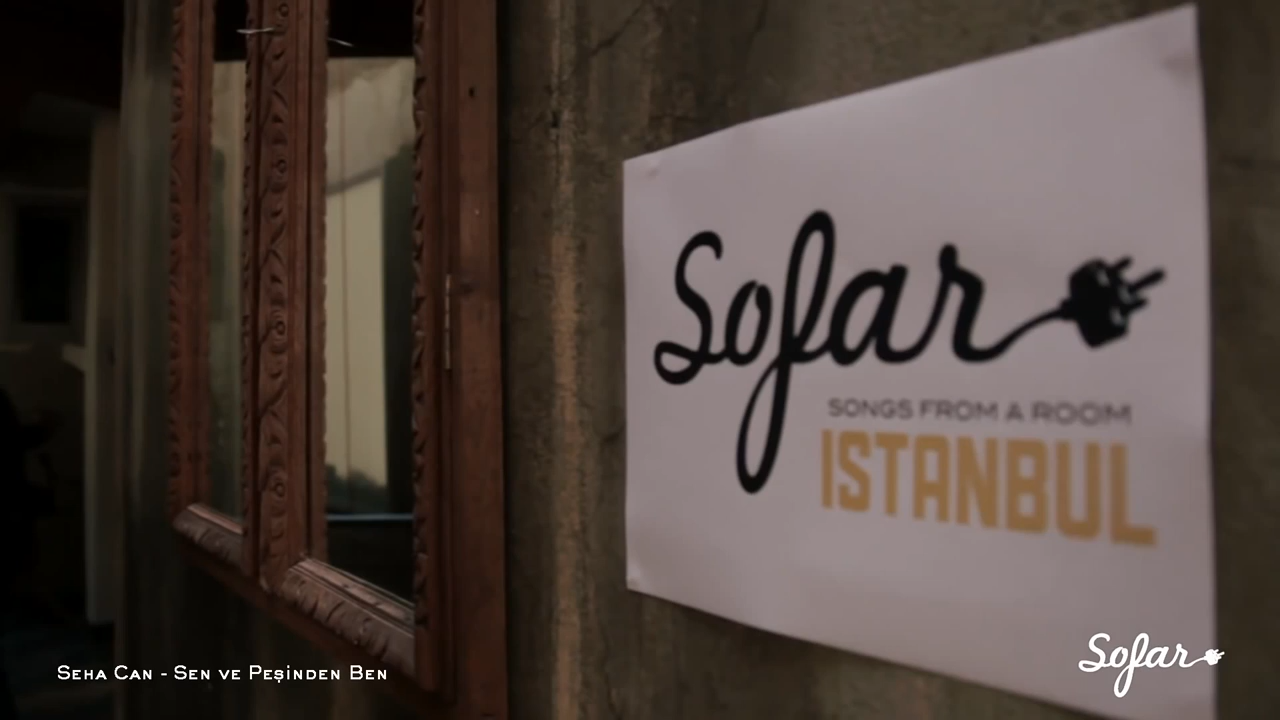 Sofar
SONGS FROM A ROOM
ISTANBUL
Seha Can - Sen ve Peşinden Ben
Sofar